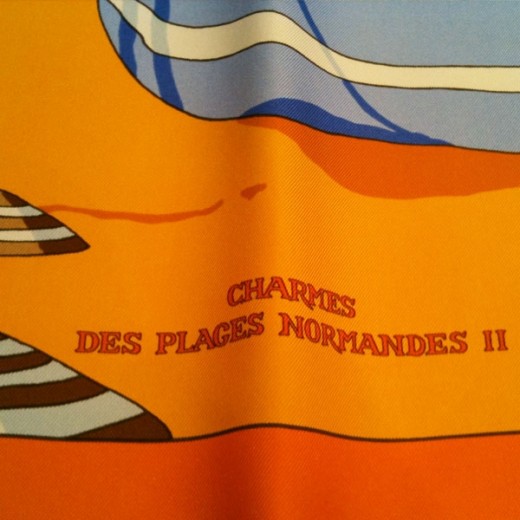 CHARMES
DES PLAGES NORMANDES II